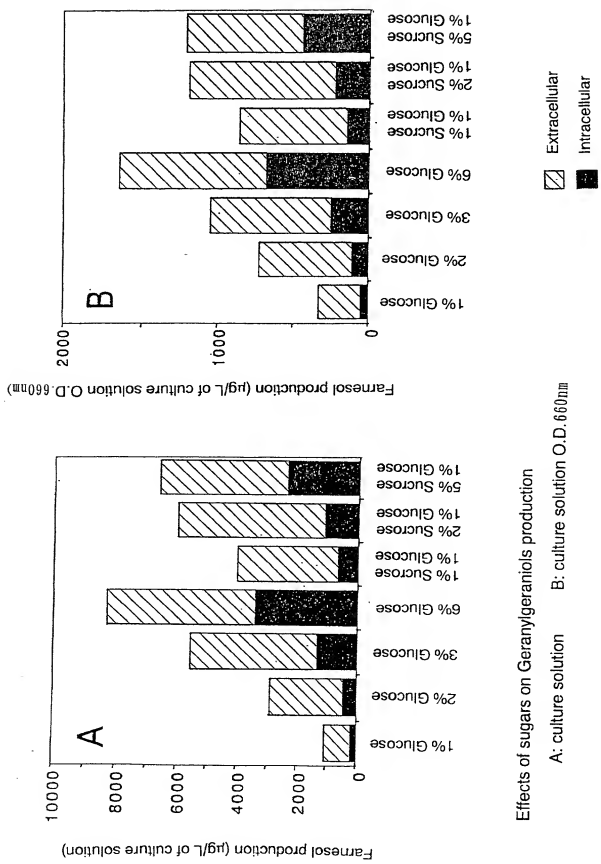 A
Farnesol production (µg/L of culture solution)
10000
8000
6000
4000
2000
0
1% Glucose
2% Glucose
3% Glucose
6% Glucose
1% Sucrose
1% Glucose
2% Sucrose
1% Glucose
5% Sucrose
1% Glucose
B
Farnesol production (µg/L of culture solution O.D.660nm)
2000
1000
0
1% Glucose
2% Glucose
3% Glucose
6% Glucose
1% Sucrose
1% Glucose
2% Sucrose
1% Glucose
5% Sucrose
1% Glucose
Extracellular
Intracellular
Effects of sugars on Geranylgeraniols production
A: culture solution B: culture solution O.D.660nm